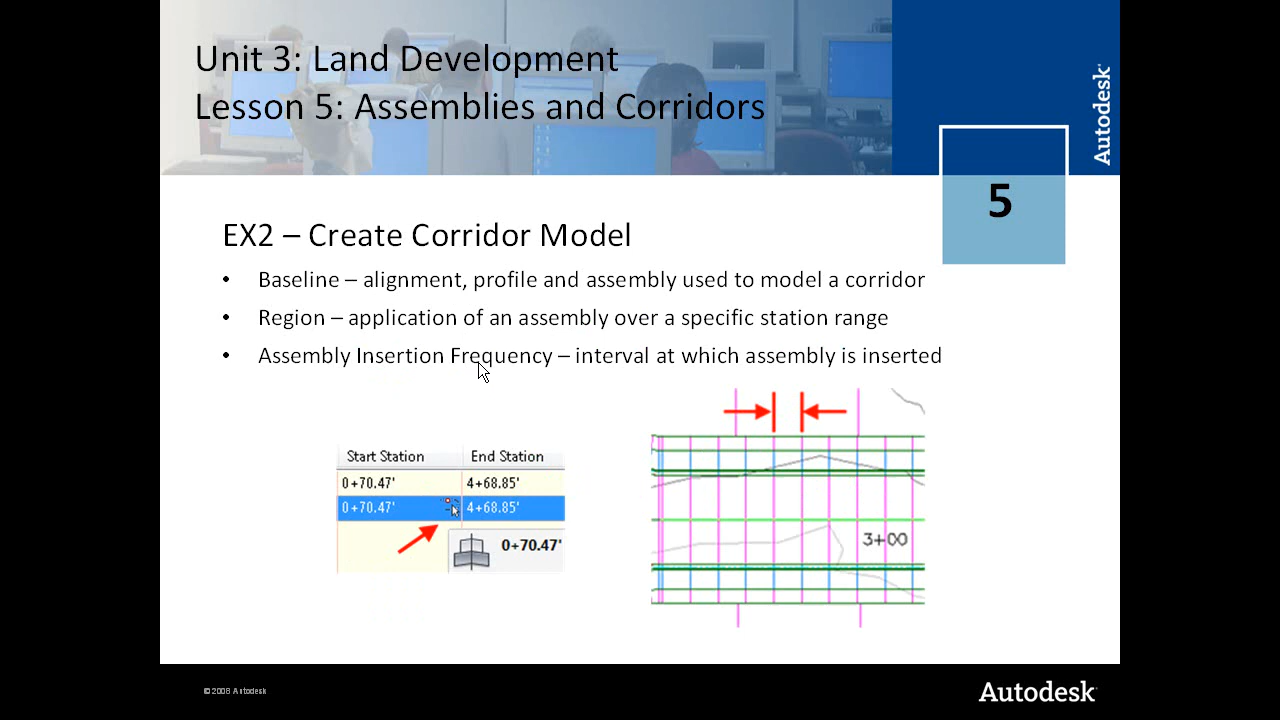 Unit 3: Land Development
Lesson 5: Assemblies and Corridors
Autodesk
5
EX2 – Create Corridor Model
• Baseline – alignment, profile and assembly used to model a corridor
• Region – application of an assembly over a specific station range
• Assembly Insertion Frequency – interval at which assembly is inserted
Start Station End Station
0+70.47' 4+68.85'
0+70.47' 4+68.85'
0+70.47'
3+00
© 2008 Autodesk
Autodesk